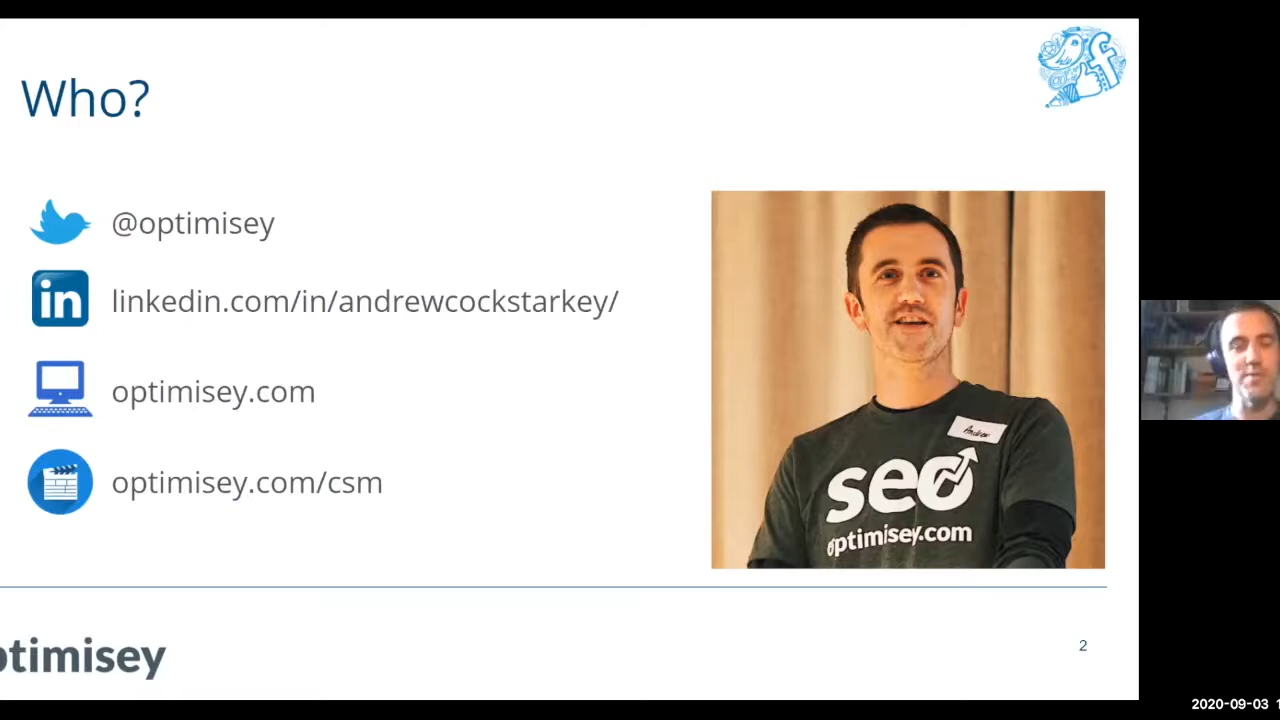 Who?
@optimisey
linkedin.com/in/andrewcockstarkey/
optimisey.com
optimisey.com/csm
Andrew
seo
optimisey.com
ptimisey
2
2020-09-03